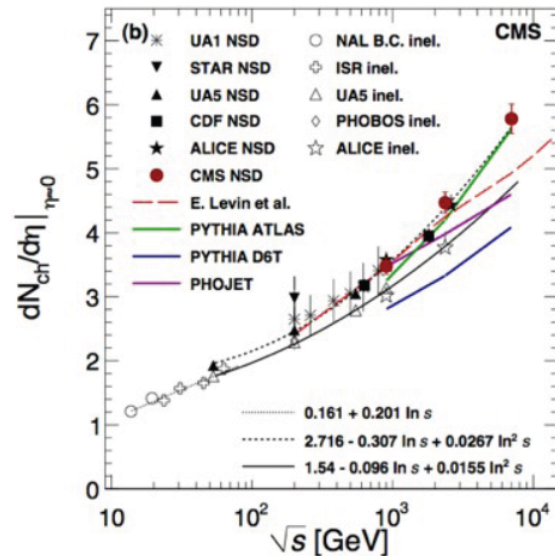 (b)
CMS
UA1 NSD
NAL B.C. inel.
STAR NSD
ISR inel.
UA5 NSD
UA5 inel.
CDF NSD
PHOBOS inel.
ALICE NSD
ALICE inel.
CMS NSD
E. Levin et al.
PYTHIA ATLAS
PYTHIA D6T
PHOJET
0.161 + 0.201 ln s
2.716 - 0.307 ln s + 0.0267 ln² s
1.54 - 0.096 ln s + 0.0155 ln² s
dN_ch/dη|η≈0
7
6
5
4
3
2
1
0
10
10²
10³
10⁴
√s [GeV]